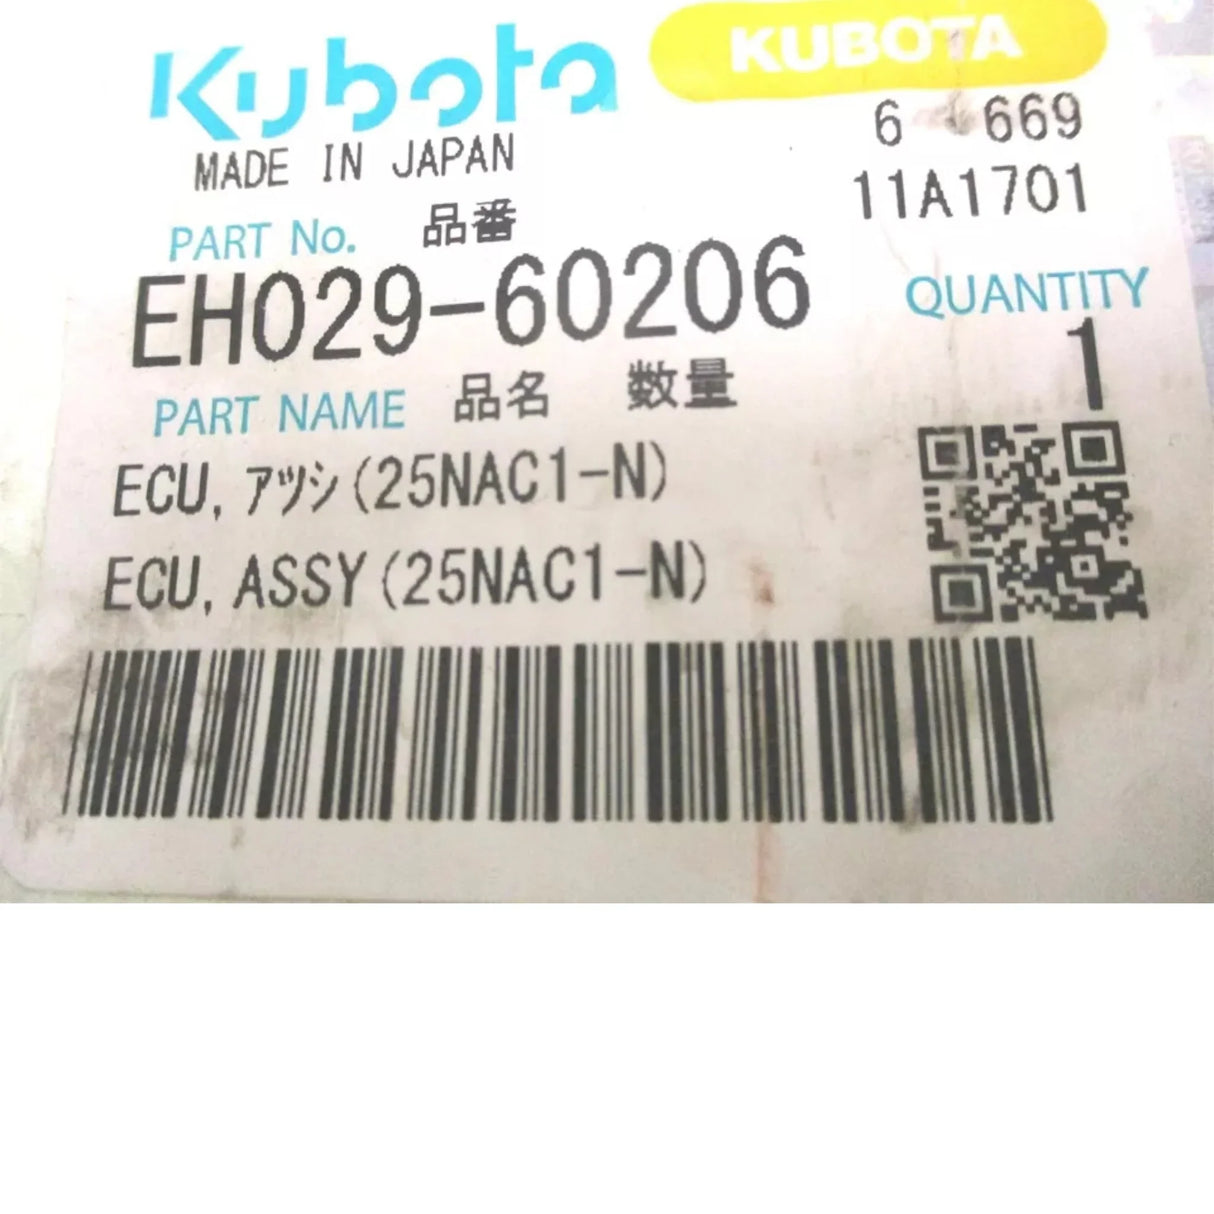 Kubota
KUBOTA
MADE IN JAPAN
6 669
11A1701
PART No. 品番
EH029-60206
QUANTITY
1
PART NAME 品名 数量
ECU, アツシ(25NAC1-N)
ECU, ASSY(25NAC1-N)